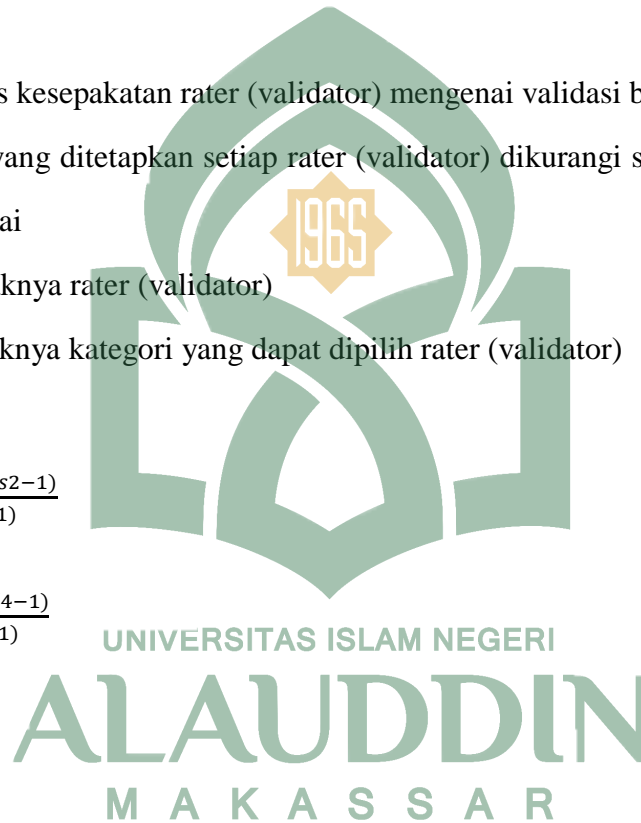 s kesepakatan rater (validator) mengenai validasi b
yang ditetapkan setiap rater (validator) dikurangi s
ai
1965
knya rater (validator)
knya kategori yang dapat dipilih rater (validator)
s2−1)
1)
4−1)
1)
UNIVERSITAS ISLAM NEGERI
ALAUDDIN
MAKASSAR